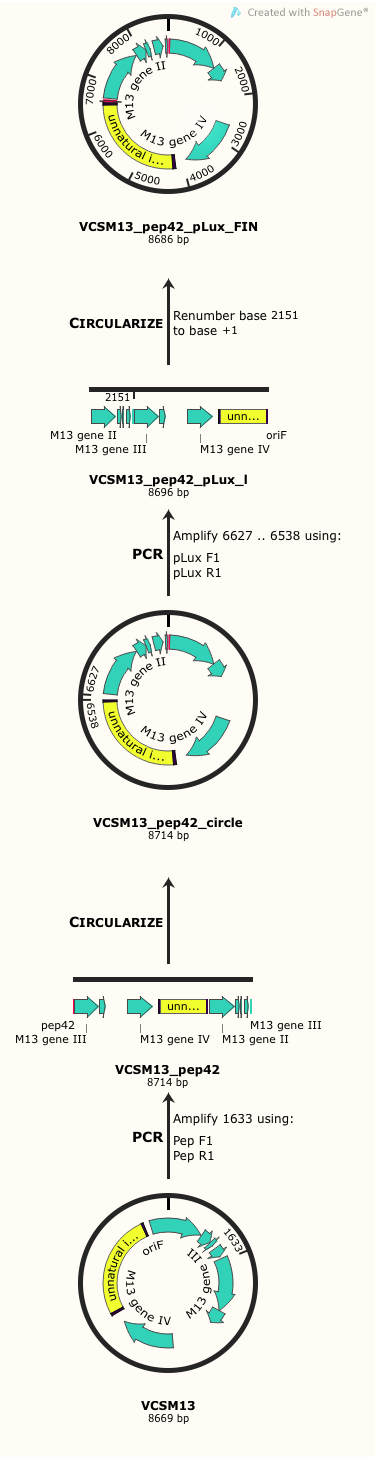 Created with SnapGene®
8000
1000
7000
2000
M13 gene II
M13 gene IV
unnatural i...
6000
3000
5000
4000
VCSM13_pep42_pLux_FIN
8686 bp
CIRCULARIZE
Renumber base 2151
to base +1
2151
unn...
M13 gene II
oriF
M13 gene III
M13 gene IV
VCSM13_pep42_pLux_l
8696 bp
PCR
Amplify 6627 .. 6538 using:
pLux F1
pLux R1
6627
6539
M13 gene II
M13 gene IV
unnatural i...
VCSM13_pep42_circle
8714 bp
CIRCULARIZE
unn...
pep42
M13 gene III
M13 gene III
M13 gene IV
M13 gene II
VCSM13_pep42
8714 bp
PCR
Amplify 1633 using:
Pep F1
Pep R1
1633
unnatural i...
oriF
M13 gene III
M13 gene IV
VCSM13
8669 bp